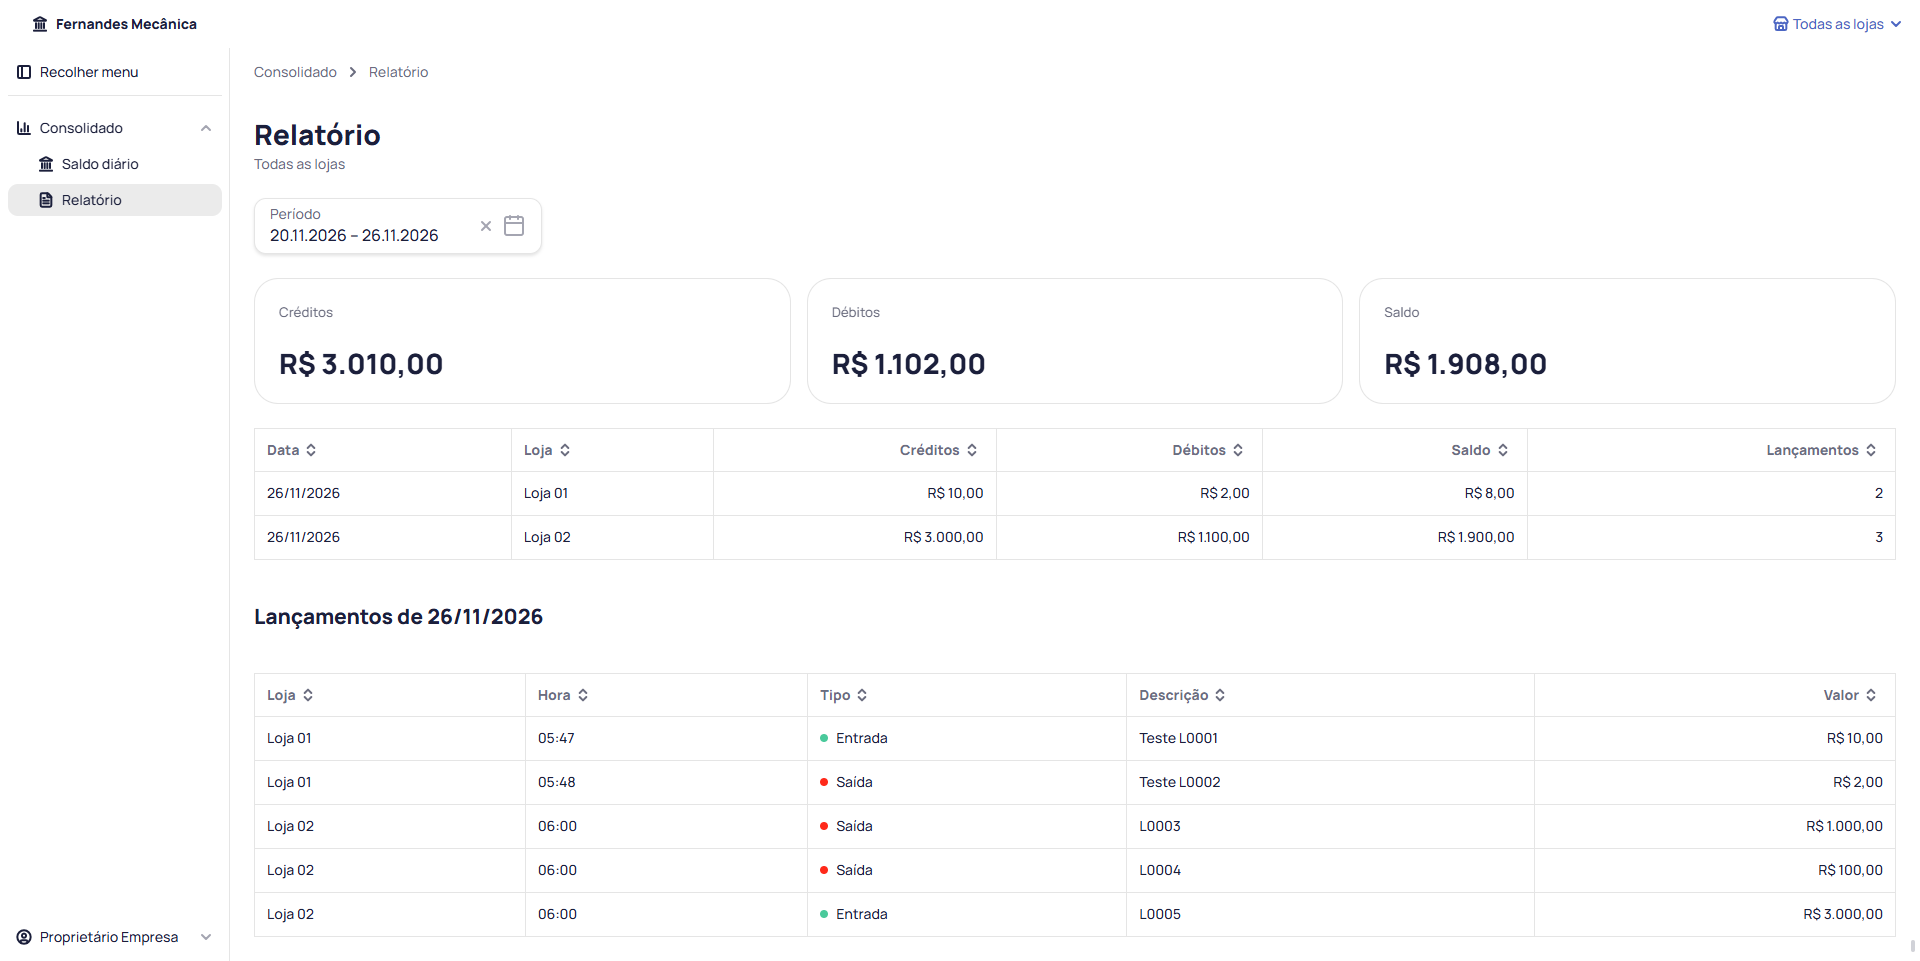 Fernandes Mecânica
Todas as lojas
Recolher menu
Consolidado
Saldo diário
Relatório
Consolidado > Relatório
Relatório
Todas as lojas
Período
20.11.2026 – 26.11.2026
Créditos
R$ 3.010,00
Débitos
R$ 1.102,00
Saldo
R$ 1.908,00
Data Loja Créditos Débitos Saldo Lançamentos
26/11/2026 Loja 01 R$ 10,00 R$ 2,00 R$ 8,00 2
26/11/2026 Loja 02 R$ 3.000,00 R$ 1.100,00 R$ 1.900,00 3
Lançamentos de 26/11/2026
Loja Hora Tipo Descrição Valor
Loja 01 05:47 Entrada Teste L0001 R$ 10,00
Loja 01 05:48 Saída Teste L0002 R$ 2,00
Loja 02 06:00 Saída L0003 R$ 1.000,00
Loja 02 06:00 Saída L0004 R$ 100,00
Loja 02 06:00 Entrada L0005 R$ 3.000,00
Proprietário Empresa